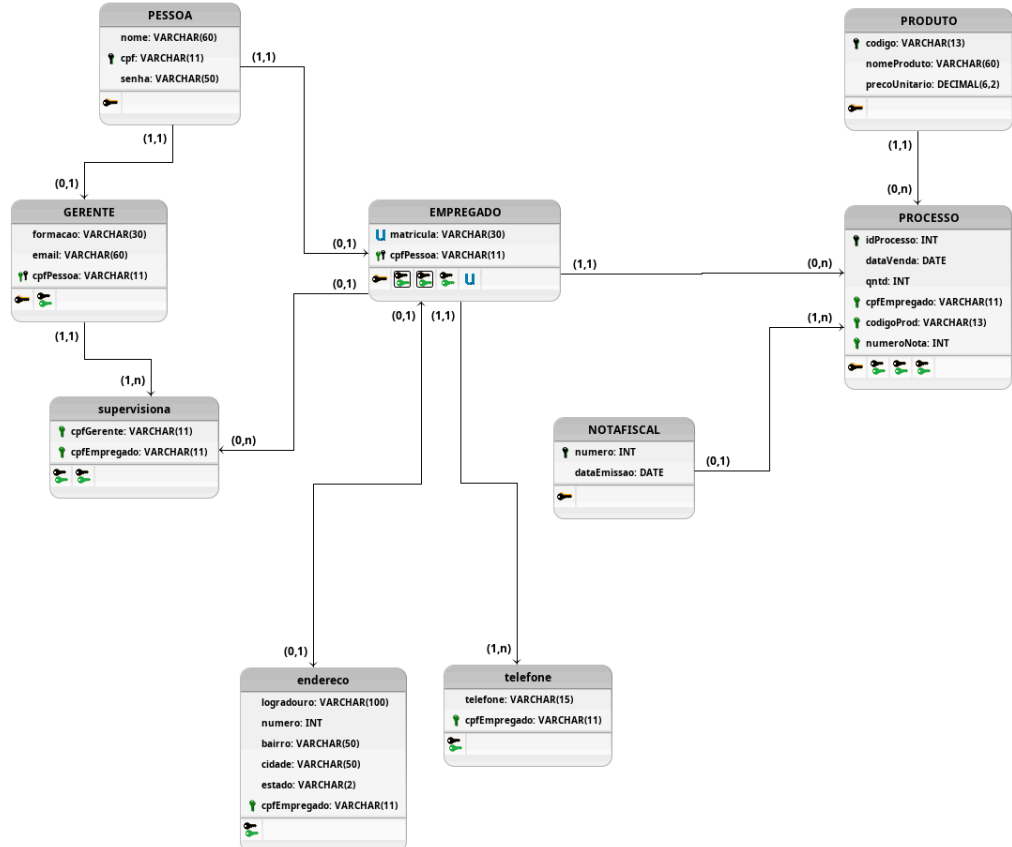 PESSOA
nome: VARCHAR(60)
cpf: VARCHAR(11)
senha: VARCHAR(50)
(1,1)
(1,1)
(0,1)
PRODUTO
codigo: VARCHAR(13)
nomeProduto: VARCHAR(60)
precoUnitario: DECIMAL(6,2)
(1,1)
(0,n)
GERENTE
formacao: VARCHAR(30)
email: VARCHAR(60)
cpfPessoa: VARCHAR(11)
(1,1)
(1,n)
EMPREGADO
U matricula: VARCHAR(30)
cpfPessoa: VARCHAR(11)
U
(0,1)
(0,1)
(0,1)
(1,1)
(1,1)
(0,n)
PROCESSO
idProcesso: INT
dataVenda: DATE
qntd: INT
cpfEmpregado: VARCHAR(11)
codigoProd: VARCHAR(13)
numeroNota: INT
(1,n)
supervisiona
cpfGerente: VARCHAR(11)
cpfEmpregado: VARCHAR(11)
(0,n)
NOTAFISCAL
numero: INT
dataEmissao: DATE
(0,1)
(0,1)
endereco
logradouro: VARCHAR(100)
numero: INT
bairro: VARCHAR(50)
cidade: VARCHAR(50)
estado: VARCHAR(2)
cpfEmpregado: VARCHAR(11)
(1,n)
telefone
telefone: VARCHAR(15)
cpfEmpregado: VARCHAR(11)